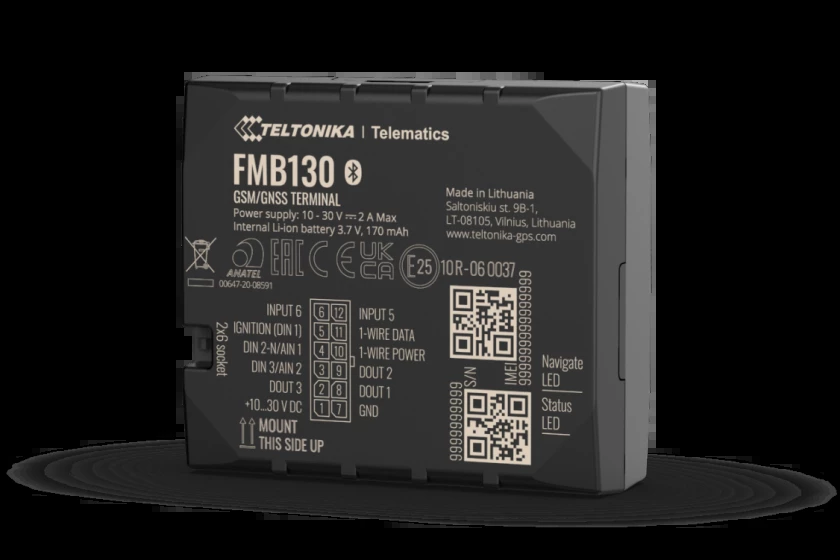 TELTONIKA | Telematics
FMB130
GSM/GNSS TERMINAL
Power supply: 10 - 30 V ⎓ 2 A Max
Internal Li-ion battery 3.7 V, 170 mAh
Made in Lithuania
Saltoniskiu st. 9B-1,
LT-08105, Vilnius, Lithuania
www.teltonika-gps.com
ANATEL
00647-20-08591
EAC CE UK CA E25 10 R - 06 0037
2x6 socket
INPUT 6 6 12 INPUT 5
IGNITION (DIN 1) 5 11 1-WIRE DATA
DIN 2-N/AIN 1 4 10 1-WIRE POWER
DIN 3/AIN 2 3 9 DOUT 2
DOUT 3 2 8 DOUT 1
+10...30 V DC 1 7 GND
MOUNT
THIS SIDE UP
IMEI 999999999999999
S/N 9999999999
Navigate
LED
Status
LED